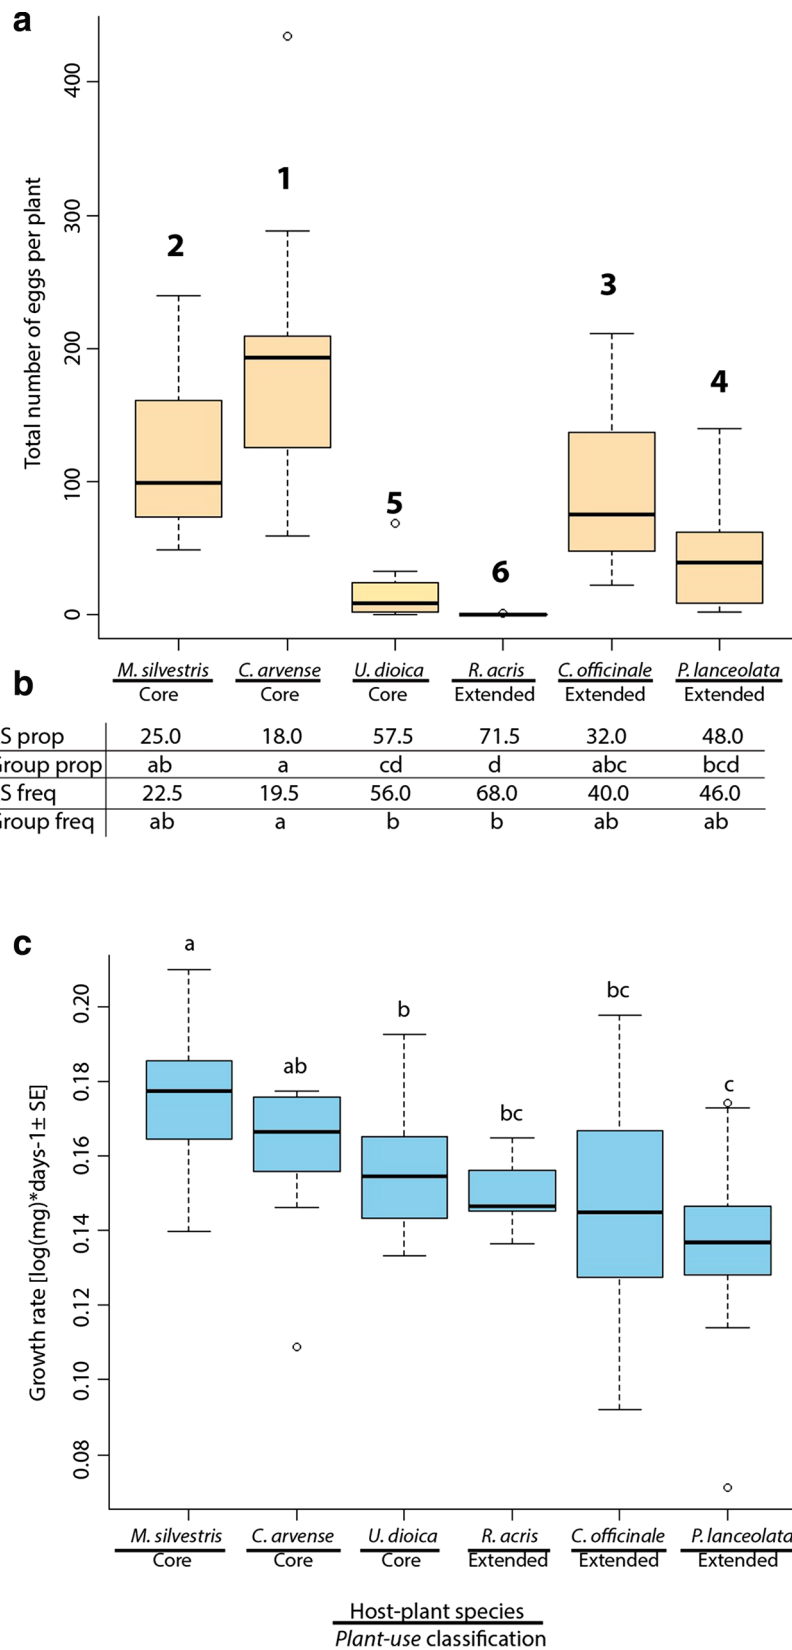 a
Total number of eggs per plant
400
300
200
100
0
1
2
3
4
5
6
M. silvestris C. arvense U. dioica R. acris C. officinale P. lanceolata
Core Core Core Extended Extended Extended
b
S prop 25.0 18.0 57.5 71.5 32.0 48.0
Group prop ab a cd d abc bcd
S freq 22.5 19.5 56.0 68.0 40.0 46.0
Group freq ab a b b ab ab
c
Growth rate [log(mg)*days-1± SE]
0.20
0.18
0.16
0.14
0.12
0.10
0.08
a
ab
b
bc
bc
c
M. silvestris C. arvense U. dioica R. acris C. officinale P. lanceolata
Core Core Core Extended Extended Extended
Host-plant species
Plant-use classification